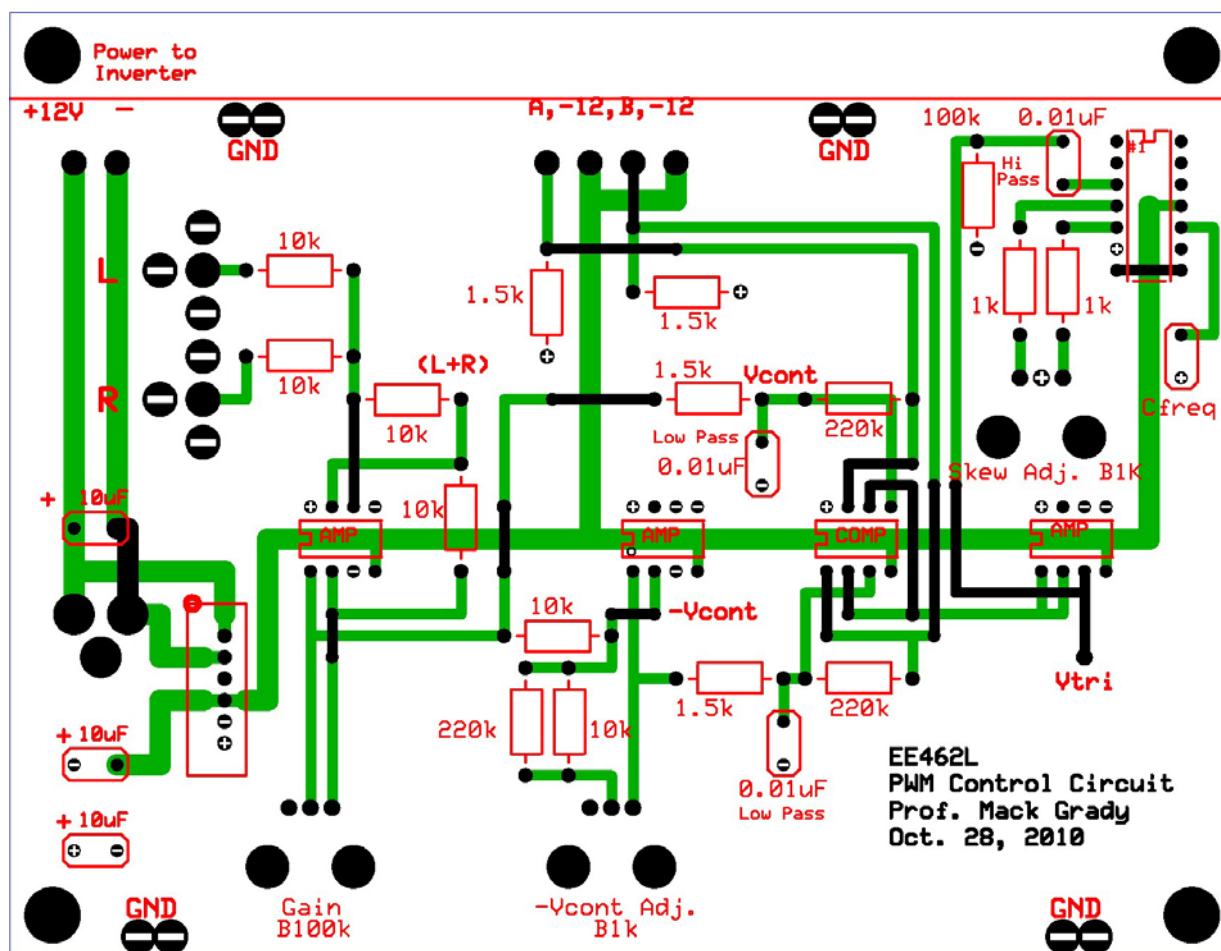 Power to
Inverter
+12V
−
GND
A,-12,B,-12
GND
100k
0.01uF
#1
Hi
Pass
10k
L
1.5k
1.5k
1k
1k
10k
(L+R)
1.5k
Vcont
R
10k
220k
Cfreq
Low Pass
0.01uF
Skew Adj. B1K
+ 10uF
10k
AMP
AMP
COMP
AMP
10k
-Vcont
Vtri
220k
10k
1.5k
220k
+10uF
EE462L
PWM Control Circuit
Prof. Mack Grady
Oct. 28, 2010
0.01uF
Low Pass
+10uF
GND
Gain
B100k
-Vcont Adj.
B1k
GND